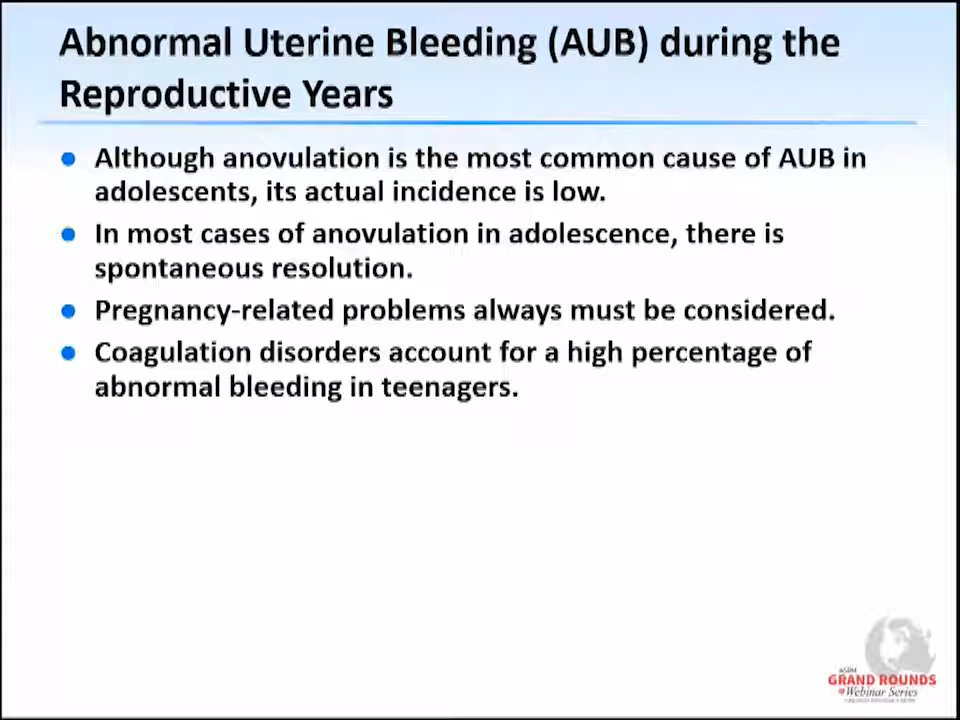 Abnormal Uterine Bleeding (AUB) during the
Reproductive Years
● Although anovulation is the most common cause of AUB in
adolescents, its actual incidence is low.
● In most cases of anovulation in adolescence, there is
spontaneous resolution.
● Pregnancy-related problems always must be considered.
● Coagulation disorders account for a high percentage of
abnormal bleeding in teenagers.
ASRM
GRAND ROUNDS
Webinar Series